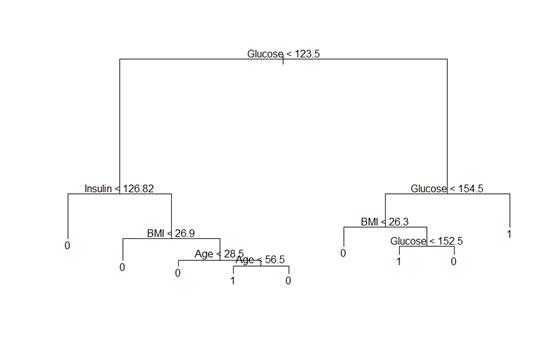 Glucose < 123.5
Insulin < 126.82
Glucose < 154.5
BMI < 26.3
1
BMI < 26.9
0
Glucose < 152.5
0
Age < 28.5
Age < 56.5
0
1
0
0
0
1
0